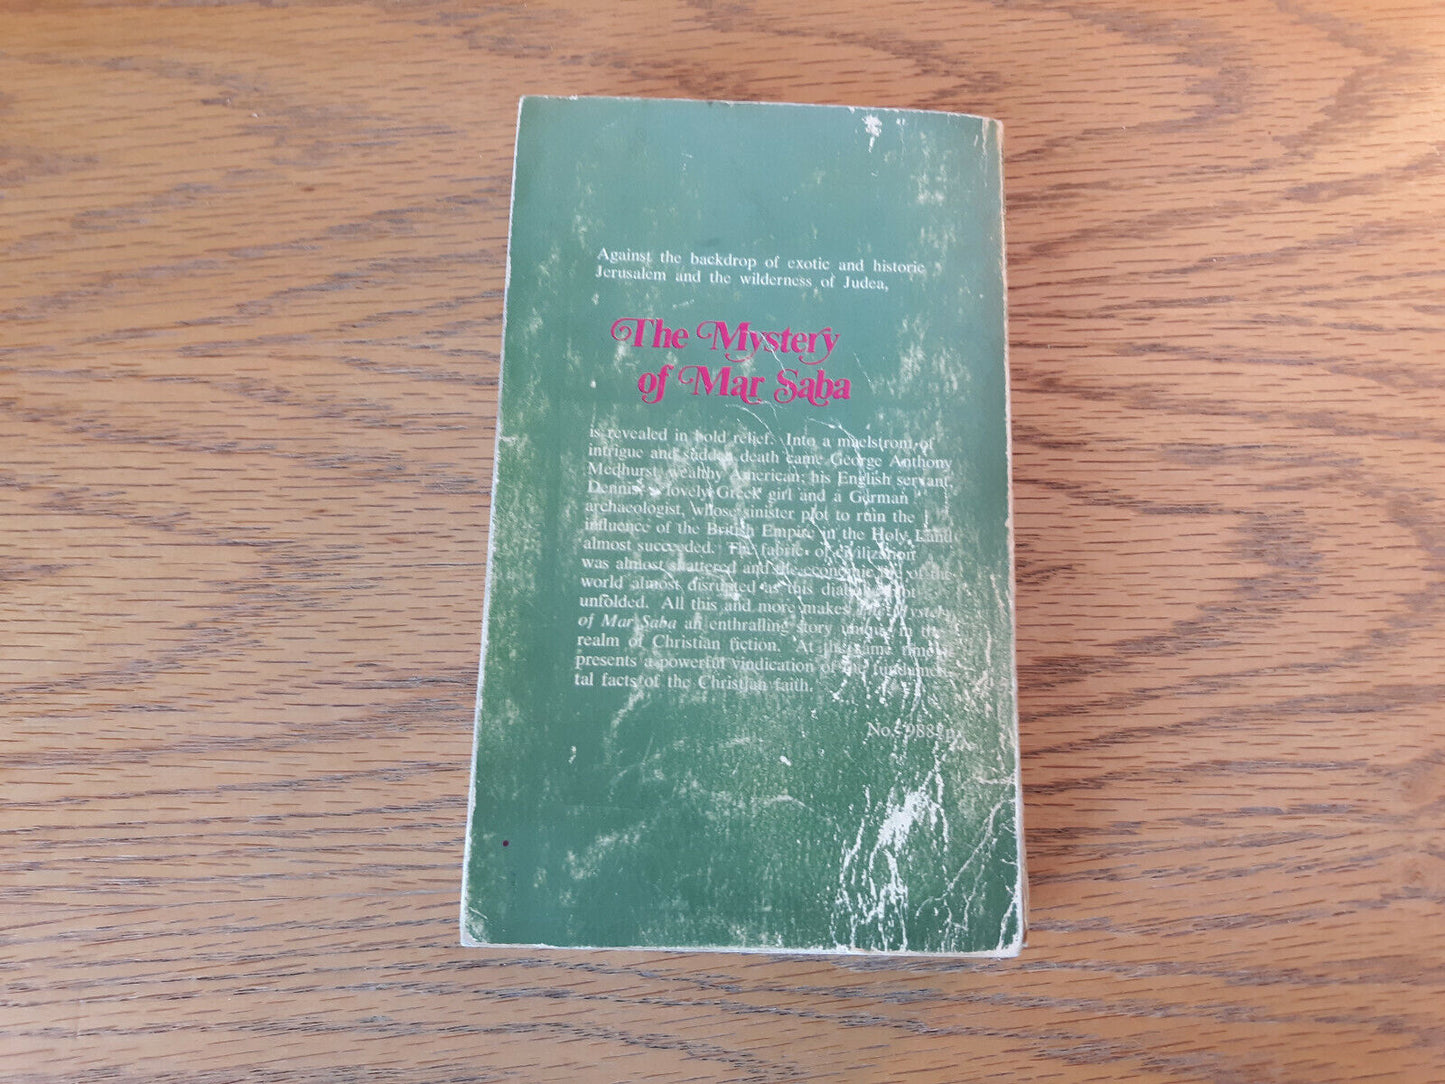 Against the backdrop of exotic and historic
Jerusalem and the wilderness of Judea,
The Mystery
of Mar Saba
is revealed in bold relief. Into a maelstrom of
intrigue and sudden death came George Anthony
Medhurst, wealthy American; his English servant,
Dennis; a lovely Greek girl and a German
archaeologist, whose sinister plot to ruin the
influence of the British Empire in the Holy Land
almost succeeded. The fabric of civilization
was almost shattered and the economic life of the
world almost disrupted as this plot
unfolded. All this and more makes The Mystery
of Mar Saba an enthralling story unique in the
realm of Christian fiction. At the same time
presents a powerful vindication of the fundamen-
tal facts of the Christian faith.
No.